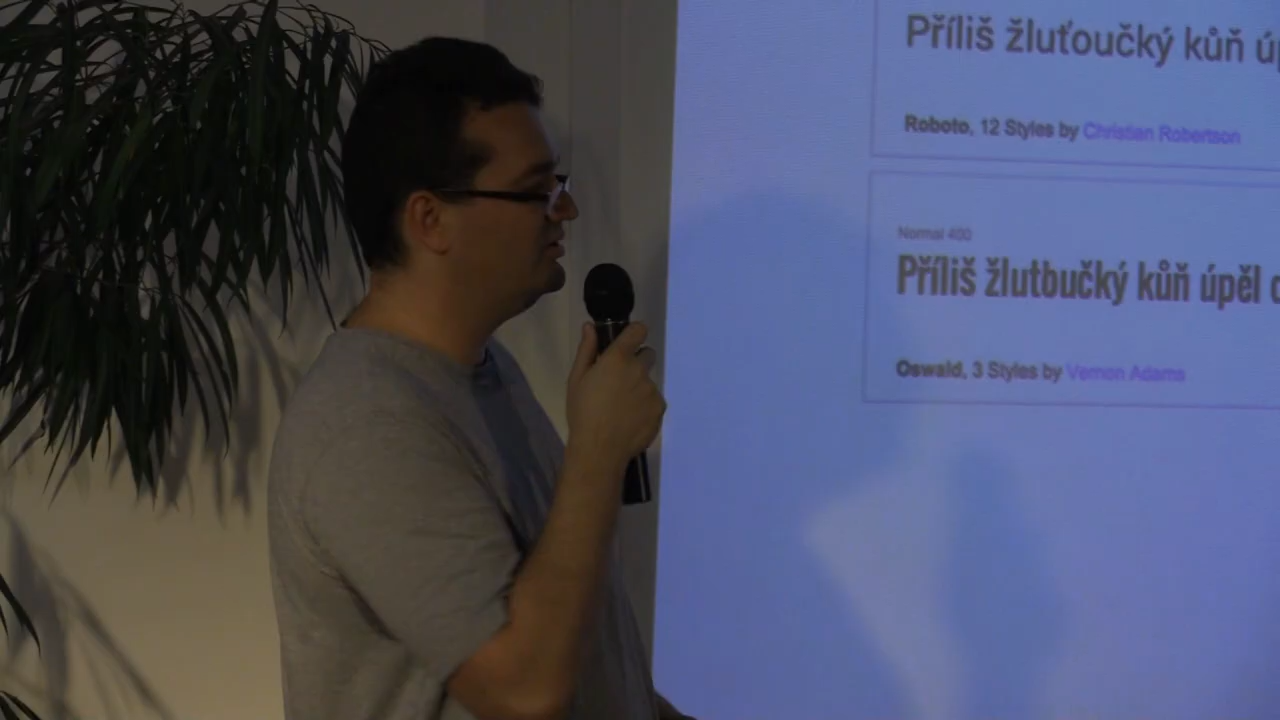 Příliš žluťoučký kůň
Roboto, 12 Styles by Christian Robertson
Normal 400
Příliš žlutbučký kůň úpěl
Oswald, 3 Styles by Vernon Adams